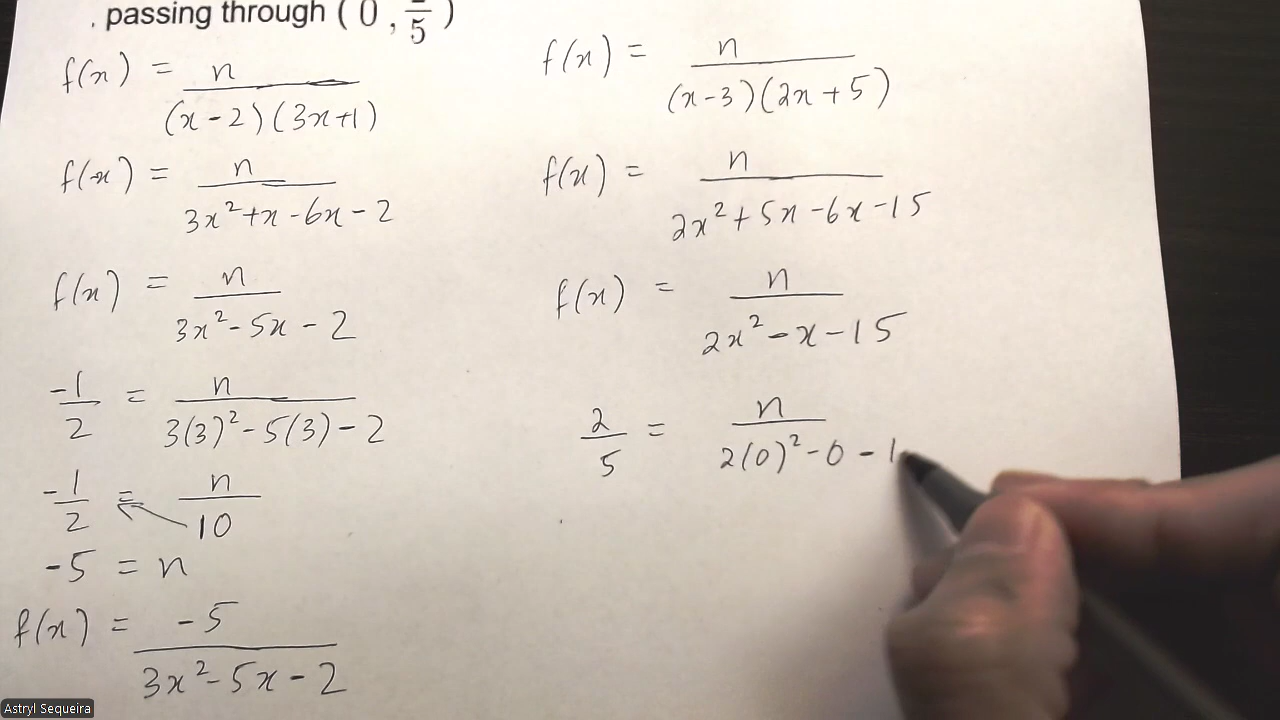 . passing through ( 0 , 5 )
f(x) = n / (x-2)(3x+1)
f(x) = n / 3x²+x-6x-2
f(x) = n / 3x²-5x-2
-1/2 = n / 3(3)²-5(3)-2
-1/2 = n / 10
-5 = n
f(x) = -5 / 3x²-5x-2
f(x) = n / (x-3)(2x+5)
f(x) = n / 2x²+5x-6x-15
f(x) = n / 2x²-x-15
2/5 = n / 2(0)²-0-1
Astryl Sequeira